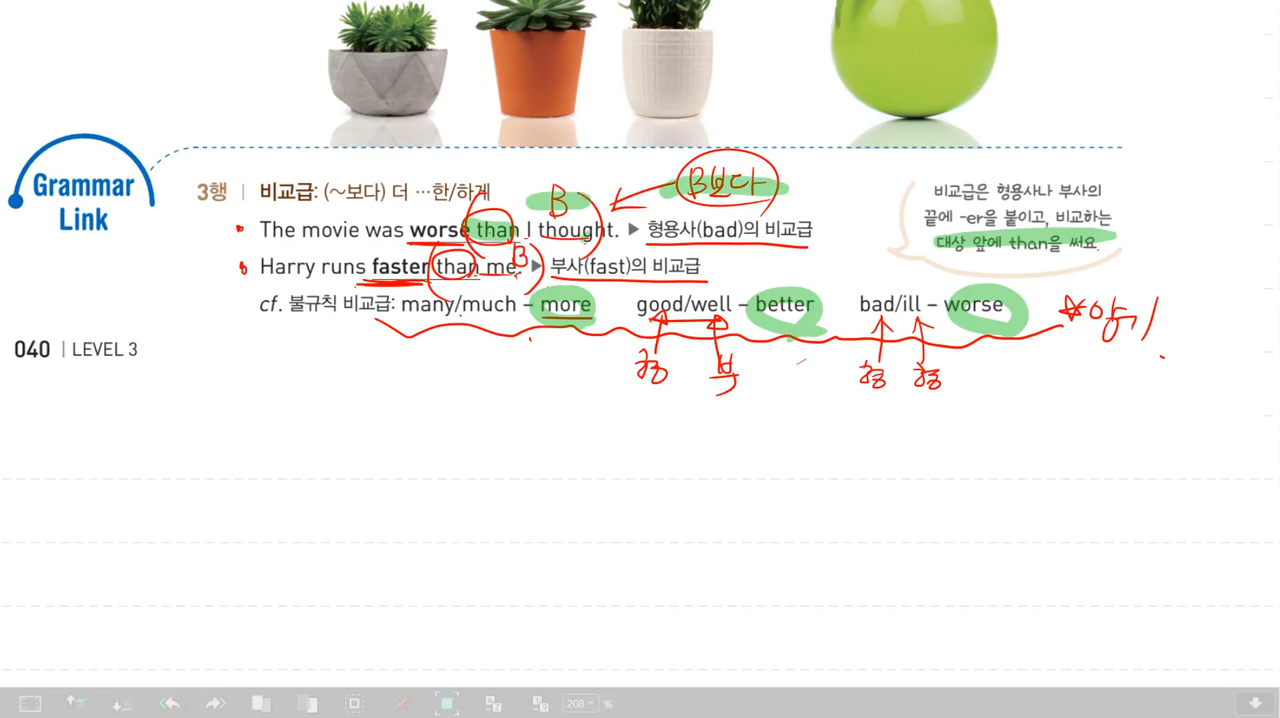 B보다
Grammar
Link
3행 | 비교급: (~보다) 더 …한/하게
B
The movie was worse than I thought. ▶ 형용사(bad)의 비교급
B
Harry runs faster than me. ▶ 부사(fast)의 비교급
cf. 불규칙 비교급: many/much – more good/well – better bad/ill – worse
암기
형 부 형 형
비교급은 형용사나 부사의
끝에 -er을 붙이고, 비교하는
대상 앞에 than을 써요.
040 | LEVEL 3
208 %